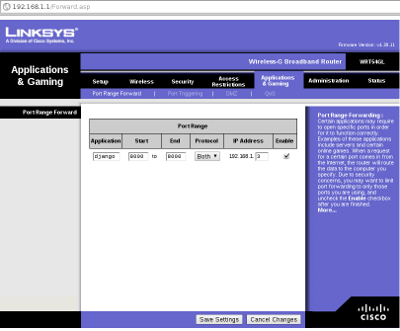 192.168.1.1/Forward.asp
LINKSYS®
A Division of Cisco Systems, Inc.
Firmware Version: v4.30.11
Wireless-G Broadband Router WRT54GL
Applications & Gaming
Setup Wireless Security Access Restrictions Applications & Gaming Administration Status
Port Range Forward | Port Triggering | DMZ | QoS
Port Range Forward
Port Range
Application Start End Protocol IP Address Enable
django 8000 to 8000 Both 192.168.1. 3
Port Range Forwarding :
Certain applications may require
to open specific ports in order
for it to function correctly.
Examples of these applications
include servers and certain
online games. When a request
for a certain port comes in from
the Internet, the router will route
the data to the computer you
specify. Due to security
concerns, you may want to limit
port forwarding to only those
ports you are using, and
uncheck the Enable checkbox
after you are finished.
More...
Save Settings Cancel Changes
CISCO